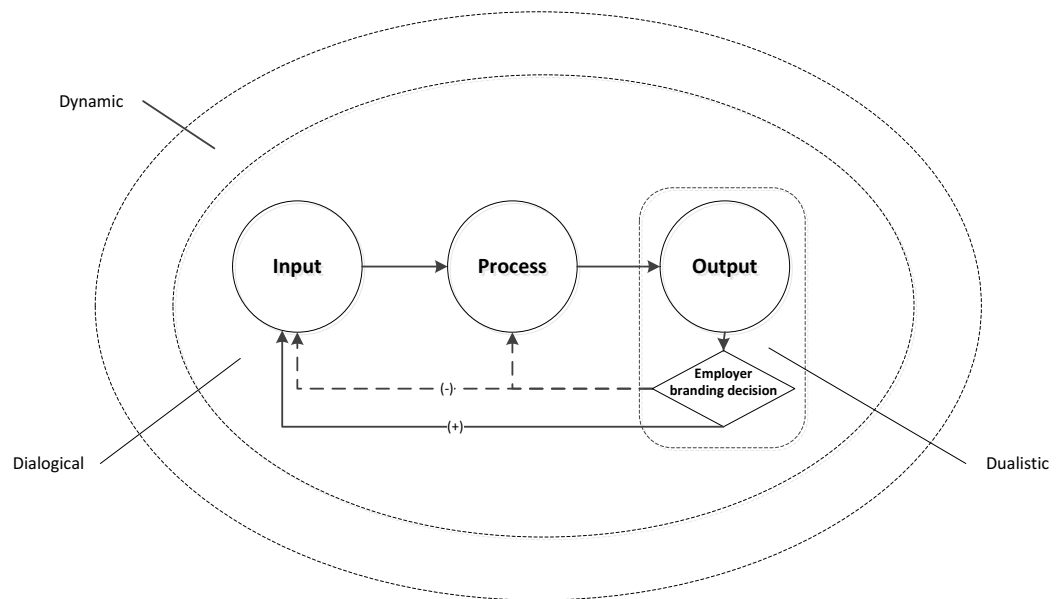 Dynamic
Input
Process
Output
Employer
branding decision
(-)
(+)
Dialogical
Dualistic